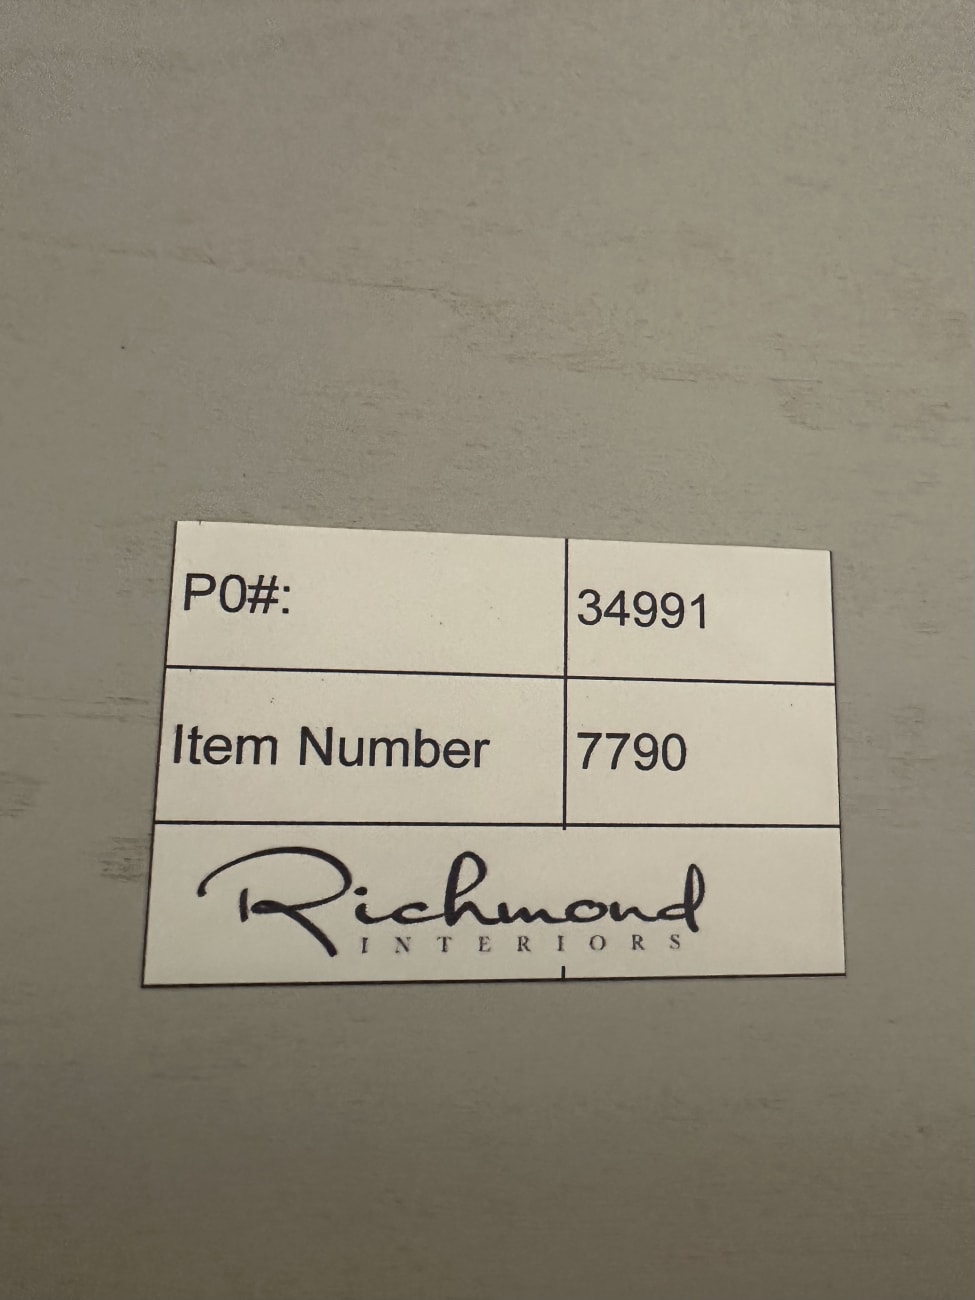 P0#: 34991
Item Number 7790
Richmond
INTERIORS